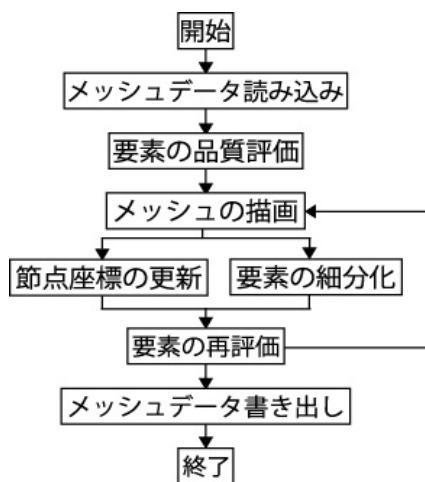 開始
メッシュデータ読み込み
要素の品質評価
メッシュの描画
節点座標の更新
要素の細分化
要素の再評価
メッシュデータ書き出し
終了